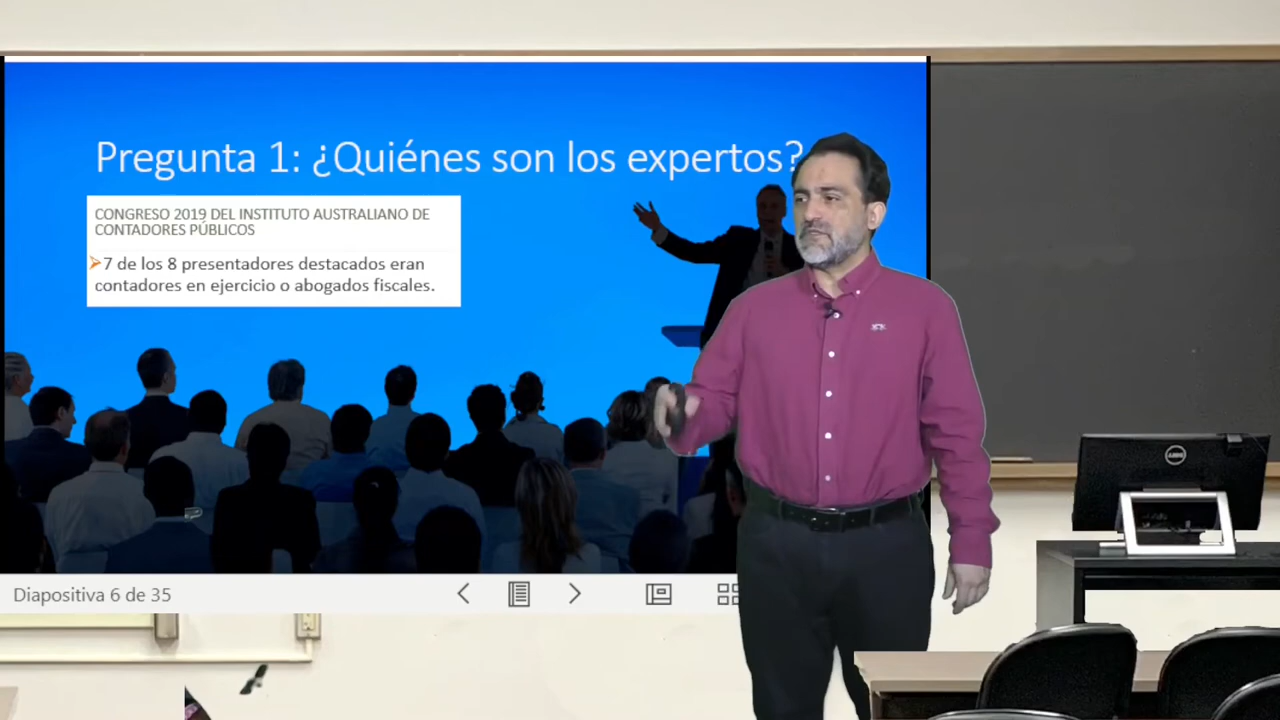 Pregunta 1: ¿Quiénes son los expertos?
CONGRESO 2019 DEL INSTITUTO AUSTRALIANO DE
CONTADORES PÚBLICOS
➢7 de los 8 presentadores destacados eran
contadores en ejercicio o abogados fiscales.
Diapositiva 6 de 35